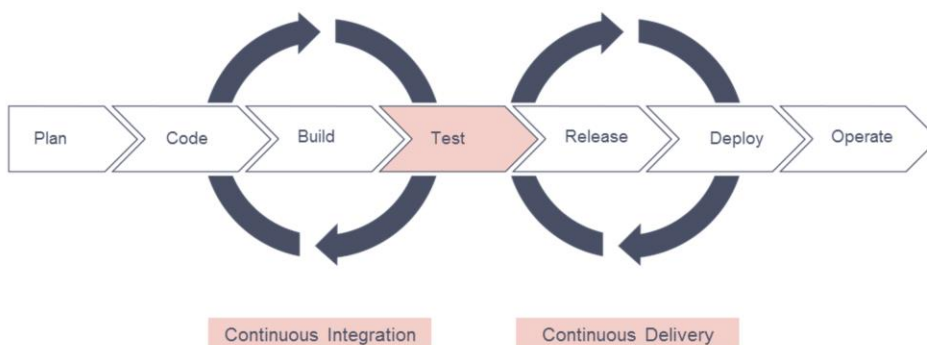 Plan
Code
Build
Test
Release
Deploy
Operate
Continuous Integration
Continuous Delivery